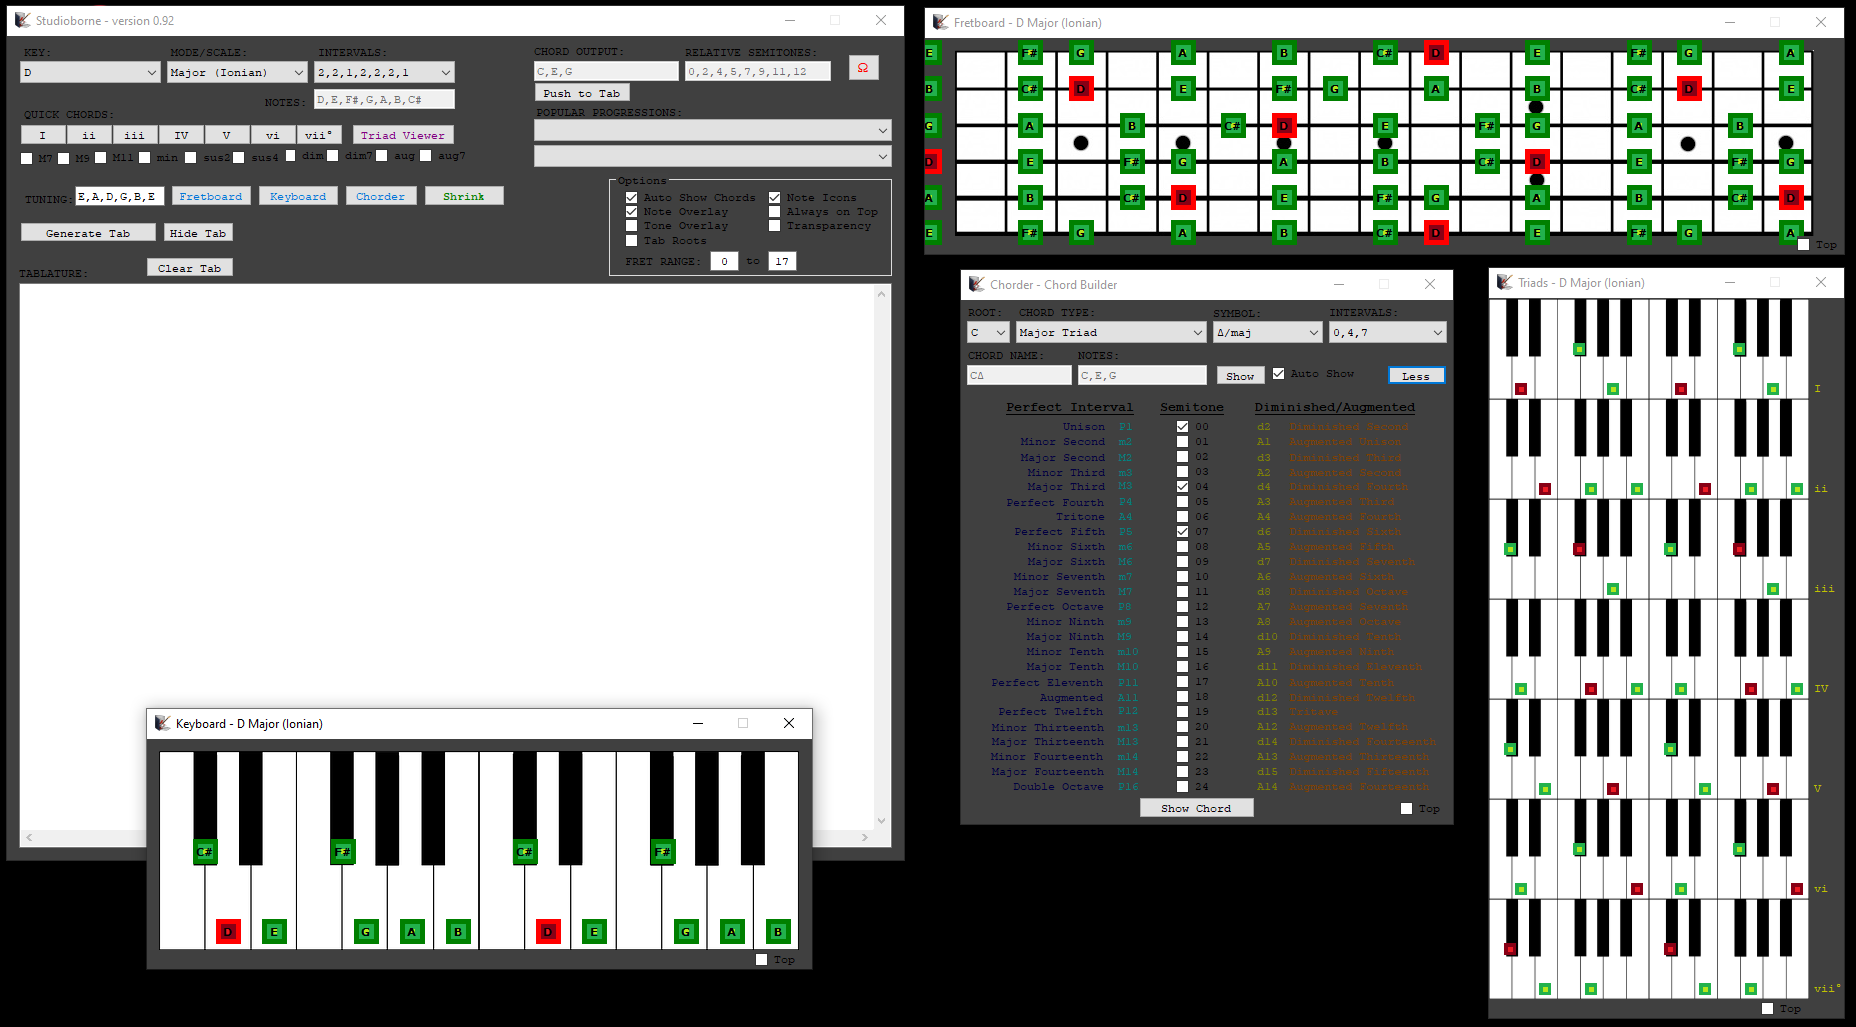 Studioborne - version 0.92
KEY: MODE/SCALE: INTERVALS: CHORD OUTPUT: RELATIVE SEMITONES:
D Major (Ionian) 2,2,1,2,2,2,1 C,E,G 0,2,4,5,7,9,11,12 Ω
Push to Tab
NOTES: D,E,F#,G,A,B,C#
QUICK CHORDS: POPULAR PROGRESSIONS:
I ii iii IV V vi vii° Triad Viewer
M7 M9 M11 min sus2 sus4 dim dim7 aug aug7
TUNING: E,A,D,G,B,E Fretboard Keyboard Chorder Shrink
Generate Tab Hide Tab
TABLATURE: Clear Tab
Options
Auto Show Chords Note Icons
Note Overlay Always on Top
Tone Overlay Transparency
Tab Roots
FRET RANGE: 0 to 17
Keyboard - D Major (Ionian)
C# F# C# F#
D E G A B D E G A B
Top
Fretboard - D Major (Ionian)
E F# G A B C# D E F# G A
B C# D E F# G A B C# D E
G A B C# D E F# G A B
D E F# G A B C# D E F# G
A B C# D E F# G A B C# D
E F# G A B C# D E F# G A
Top
Chorder - Chord Builder
ROOT: CHORD TYPE: SYMBOL: INTERVALS:
C Major Triad Δ/maj 0,4,7
CHORD NAME: NOTES:
CΔ C,E,G Show Auto Show Less
Perfect Interval Semitone Diminished/Augmented
Unison P1 00 d2 Diminished Second
Minor Second m2 01 A1 Augmented Unison
Major Second M2 02 d3 Diminished Third
Minor Third m3 03 A2 Augmented Second
Major Third M3 04 d4 Diminished Fourth
Perfect Fourth P4 05 A3 Augmented Third
Tritone A4 06 A4 Augmented Fourth
Perfect Fifth P5 07 d6 Diminished Sixth
Minor Sixth m6 08 A5 Augmented Fifth
Major Sixth M6 09 d7 Diminished Seventh
Minor Seventh m7 10 A6 Augmented Sixth
Major Seventh M7 11 d8 Diminished Octave
Perfect Octave P8 12 A7 Augmented Seventh
Minor Ninth m9 13 A8 Augmented Octave
Major Ninth M9 14 d10 Diminished Tenth
Minor Tenth m10 15 A9 Augmented Ninth
Major Tenth M10 16 d11 Diminished Eleventh
Perfect Eleventh P11 17 A10 Augmented Tenth
Augmented A11 18 d12 Diminished Twelfth
Perfect Twelfth P12 19 d13 Tritave
Minor Thirteenth m13 20 A12 Augmented Twelfth
Major Thirteenth M13 21 d14 Diminished Fourteenth
Minor Fourteenth m14 22 A13 Augmented Thirteenth
Major Fourteenth M14 23 d15 Diminished Fifteenth
Double Octave P16 24 A14 Augmented Fourteenth
Show Chord Top
Triads - D Major (Ionian)
I
ii
iii
IV
V
vi
vii°
Top